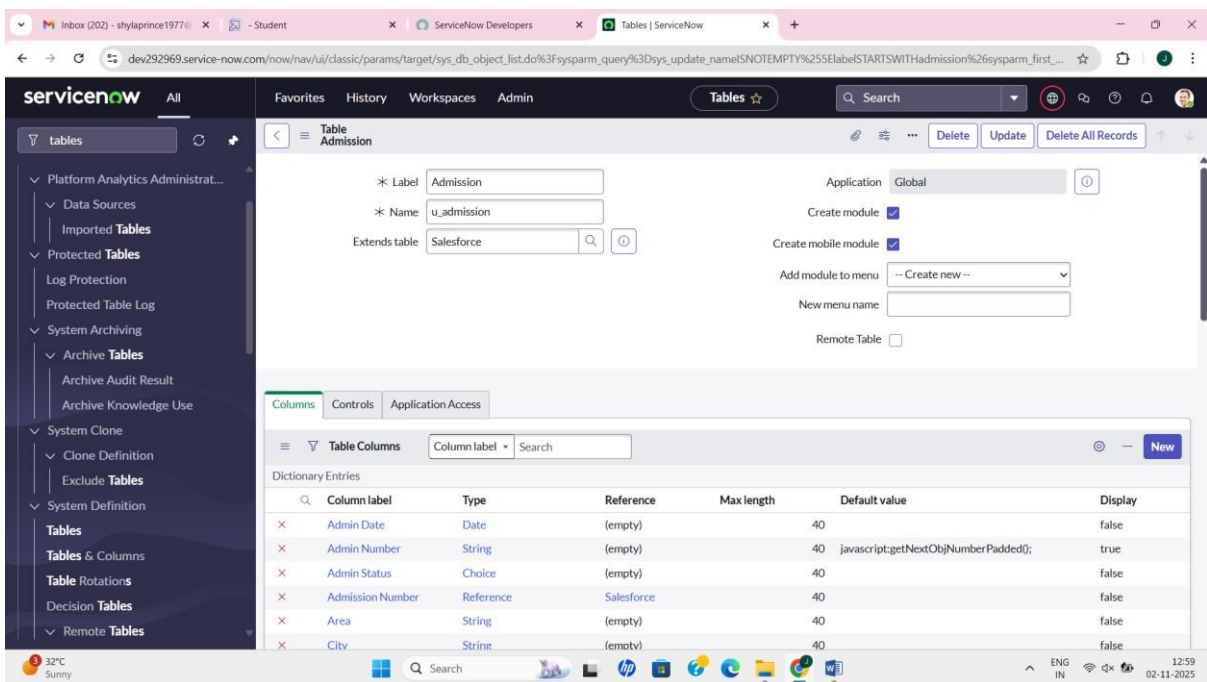 Inbox (202) - shylaprince1977@
- Student
ServiceNow Developers
Tables | ServiceNow
dev292969.service-now.com/now/nav/ui/classic/params/target/sys_db_object_list.do%3Fsysparm_query%3Dsys_update_nameISNOTEMPTY%255ElabelSTARTSWITHadmission%26sysparm_first_...
J
servicenow All Favorites History Workspaces Admin Tables Search
tables
Table
Admission
Delete Update Delete All Records
Platform Analytics Administrat...
Data Sources
Imported Tables
Protected Tables
Log Protection
Protected Table Log
System Archiving
Archive Tables
Archive Audit Result
Archive Knowledge Use
System Clone
Clone Definition
Exclude Tables
System Definition
Tables
Tables & Columns
Table Rotations
Decision Tables
Remote Tables
Label Admission
Name u_admission
Extends table Salesforce
Application Global
Create module
Create mobile module
Add module to menu -- Create new --
New menu name
Remote Table
Columns Controls Application Access
Table Columns Column label Search New
Dictionary Entries
Column label Type Reference Max length Default value Display
Admin Date Date (empty) 40 false
Admin Number String (empty) 40 javascript:getNextObjNumberPadded(); true
Admin Status Choice (empty) 40 false
Admission Number Reference Salesforce 40 false
Area String (empty) 40 false
City String (empty) 40 false
3
32°C
Sunny
Search
ENG
IN
12:59
02-11-2025